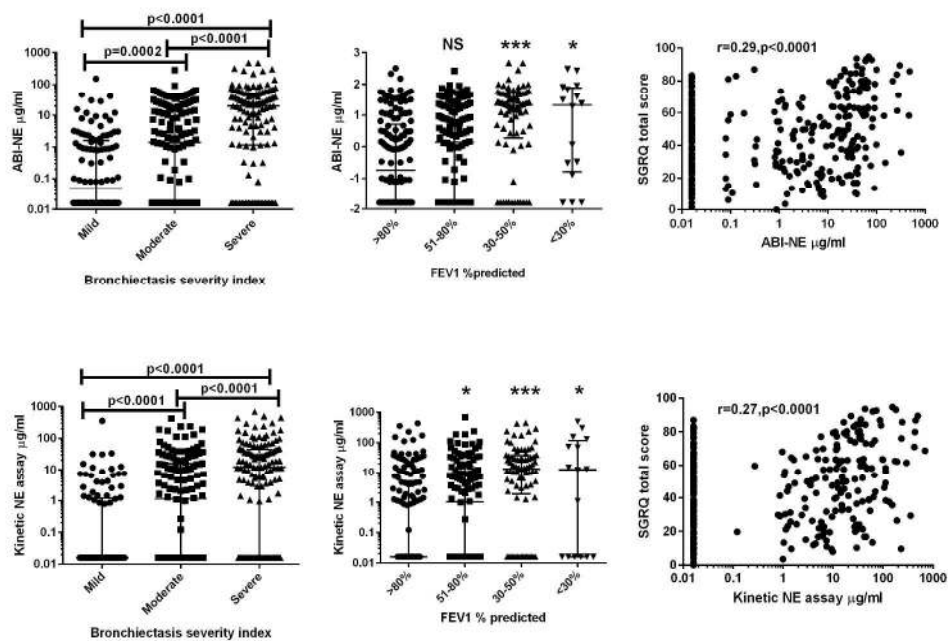 p<0.0001
p=0.0002 p<0.0001
ABI-NE µg/ml
1000
100
10
1
0.1
0.01
Mild Moderate Severe
Bronchiectasis severity index
NS *** *
ABI-NE µg/ml
3
2
1
0
-1
-2
>80% 51-80% 30-50% <30%
FEV1 %predicted
r=0.29,p<0.0001
SGRQ total score
100
80
60
40
20
0
0.01 0.1 1 10 100 1000
ABI-NE µg/ml
p<0.0001
p<0.0001 p<0.0001
Kinetic NE assay µg/ml
1000
100
10
1
0.1
0.01
Mild Moderate Severe
Bronchiectasis severity index
* *** *
Kinetic NE assay µg/ml
1000
100
10
1
0.1
0.01
>80% 51-80% 30-50% <30%
FEV1 % predicted
r=0.27,p<0.0001
SGRQ total score
100
80
60
40
20
0
0.01 0.1 1 10 100 1000
Kinetic NE assay µg/ml